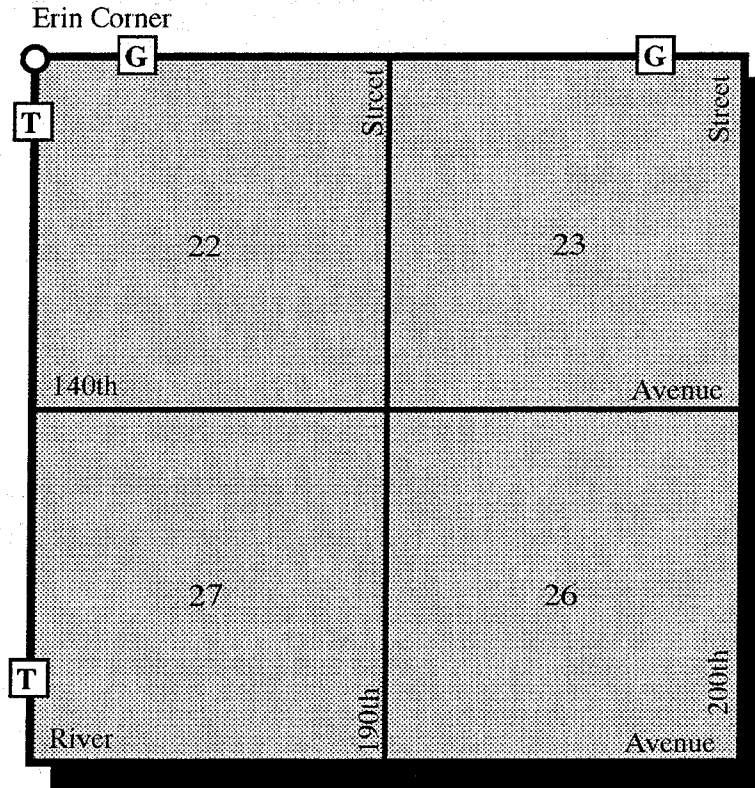 Erin Corner
G
G
T
Street
Street
22
23
140th
Avenue
27
26
T
190th
200th
River
Avenue